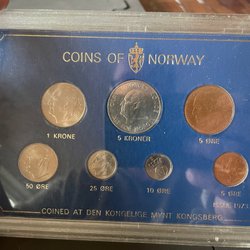 COINS OF NORWAY
1 KRONE
5 KRONER
5 ØRE
50 ØRE
25 ØRE
10 ØRE
5 ØRE
COINED AT DEN KONGELIGE MYNT KONGSBERG